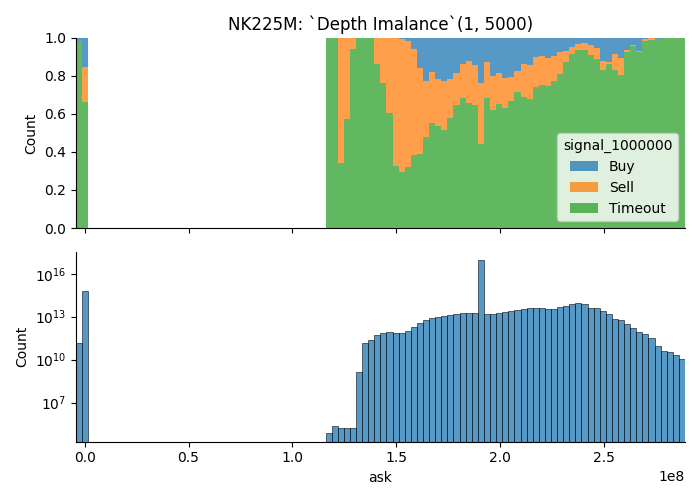 NK225M: `Depth Imalance`(1, 5000)
1.0
0.8
0.6
0.4
0.2
0.0
Count
signal_1000000
Buy
Sell
Timeout
10^16
10^13
10^10
10^7
Count
0.0 0.5 1.0 1.5 2.0 2.5
1e8
ask